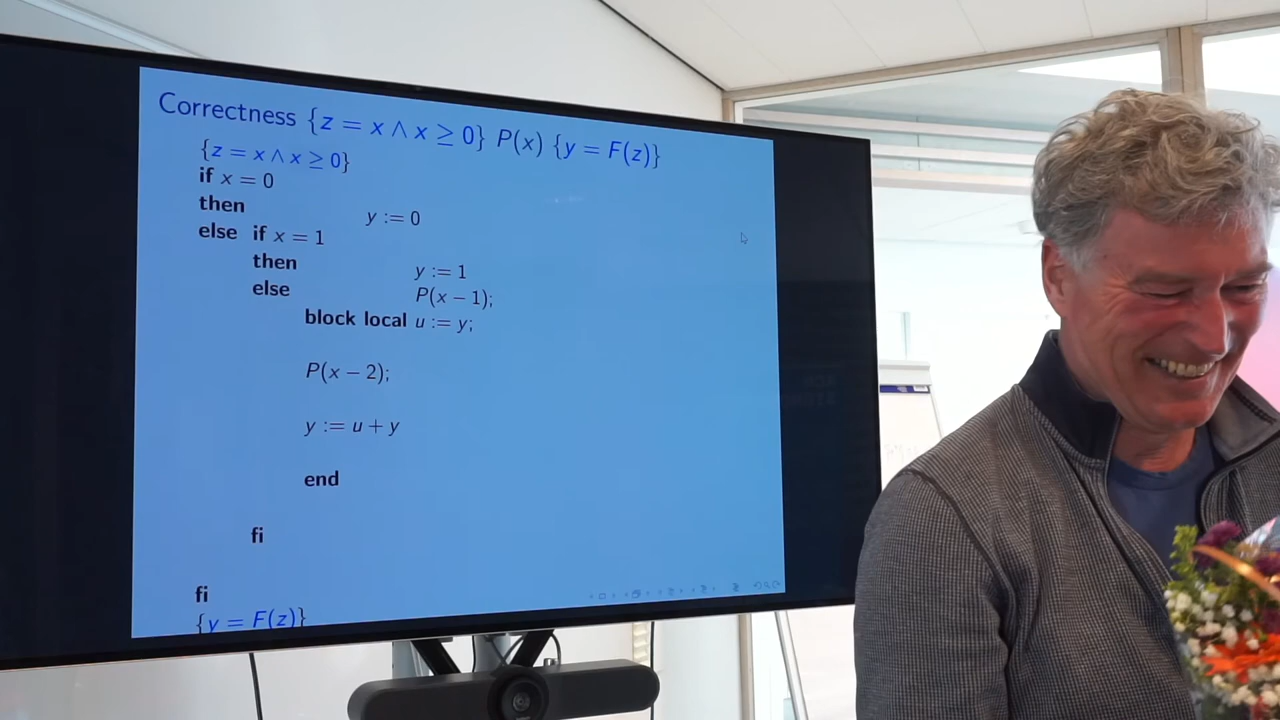 Correctness {z = x ∧ x ≥ 0} P(x) {y = F(z)}
{z = x ∧ x ≥ 0}
if x = 0
then y := 0
else if x = 1
then y := 1
else P(x − 1);
block local u := y;
P(x − 2);
y := u + y
end
fi
fi
{y = F(z)}